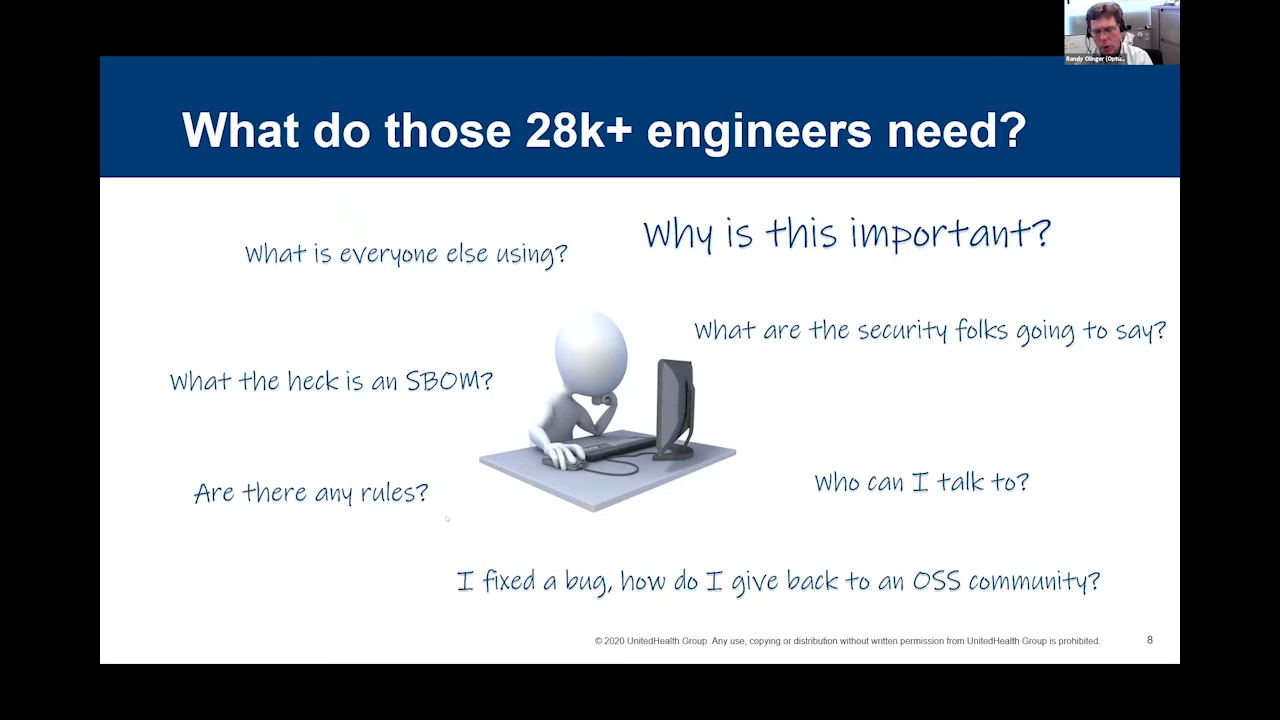 Randy Olinger (Optu...
What do those 28k+ engineers need?
Why is this important?
What is everyone else using?
What are the security folks going to say?
What the heck is an SBOM?
Who can I talk to?
Are there any rules?
I fixed a bug, how do I give back to an OSS community?
© 2020 UnitedHealth Group. Any use, copying or distribution without written permission from UnitedHealth Group is prohibited.
8